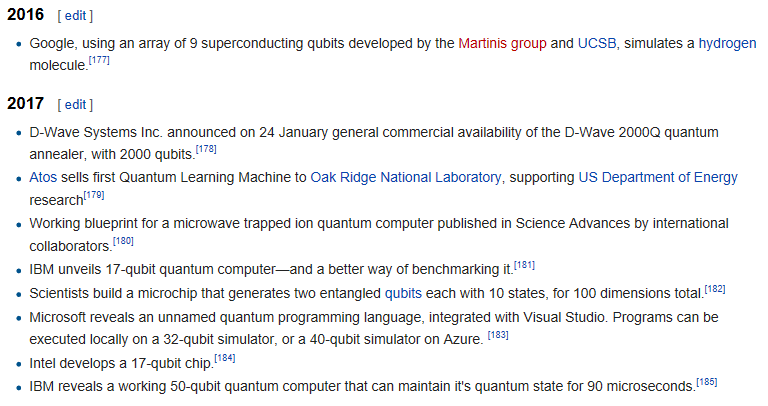 2016 [ edit ]
• Google, using an array of 9 superconducting qubits developed by the Martinis group and UCSB, simulates a hydrogen
molecule.[177]
2017 [ edit ]
• D-Wave Systems Inc. announced on 24 January general commercial availability of the D-Wave 2000Q quantum
annealer, with 2000 qubits.[178]
• Atos sells first Quantum Learning Machine to Oak Ridge National Laboratory, supporting US Department of Energy
research[179]
• Working blueprint for a microwave trapped ion quantum computer published in Science Advances by international
collaborators.[180]
• IBM unveils 17-qubit quantum computer—and a better way of benchmarking it.[181]
• Scientists build a microchip that generates two entangled qubits each with 10 states, for 100 dimensions total.[182]
• Microsoft reveals an unnamed quantum programming language, integrated with Visual Studio. Programs can be
executed locally on a 32-qubit simulator, or a 40-qubit simulator on Azure. [183]
• Intel develops a 17-qubit chip.[184]
• IBM reveals a working 50-qubit quantum computer that can maintain it's quantum state for 90 microseconds.[185]